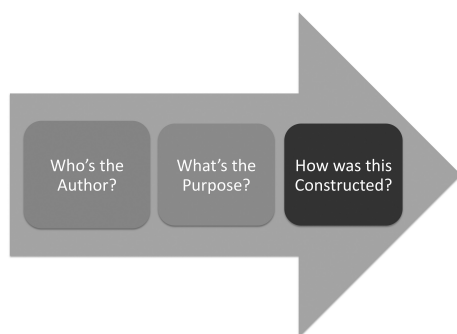 Who's the
Author?
What's the
Purpose?
How was this
Constructed?